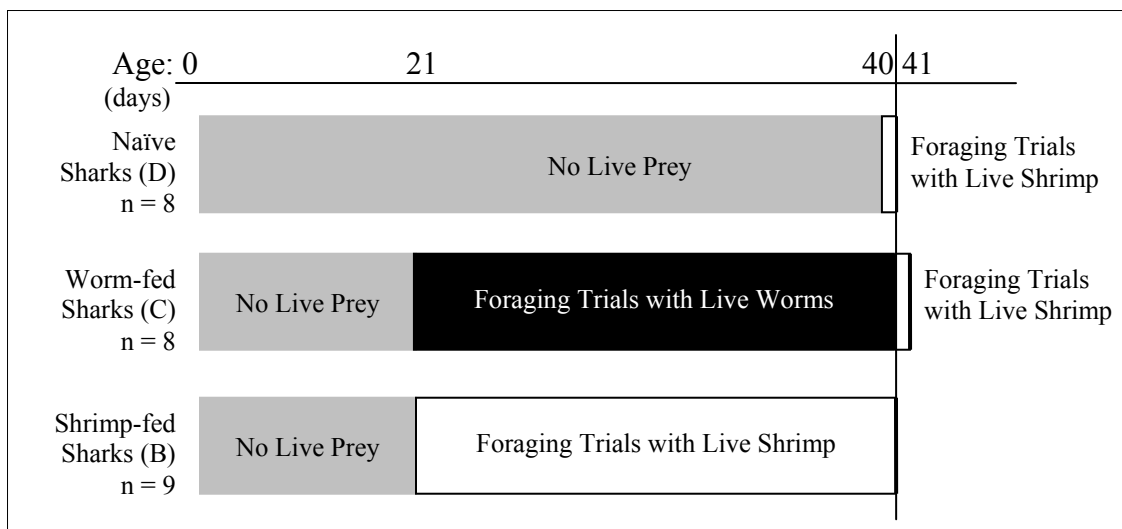 Age: 0 21 40 41
(days)
Naïve
Sharks (D)
n = 8
No Live Prey
Foraging Trials
with Live Shrimp
Worm-fed
Sharks (C)
n = 8
No Live Prey
Foraging Trials with Live Worms
Foraging Trials
with Live Shrimp
Shrimp-fed
Sharks (B)
n = 9
No Live Prey
Foraging Trials with Live Shrimp